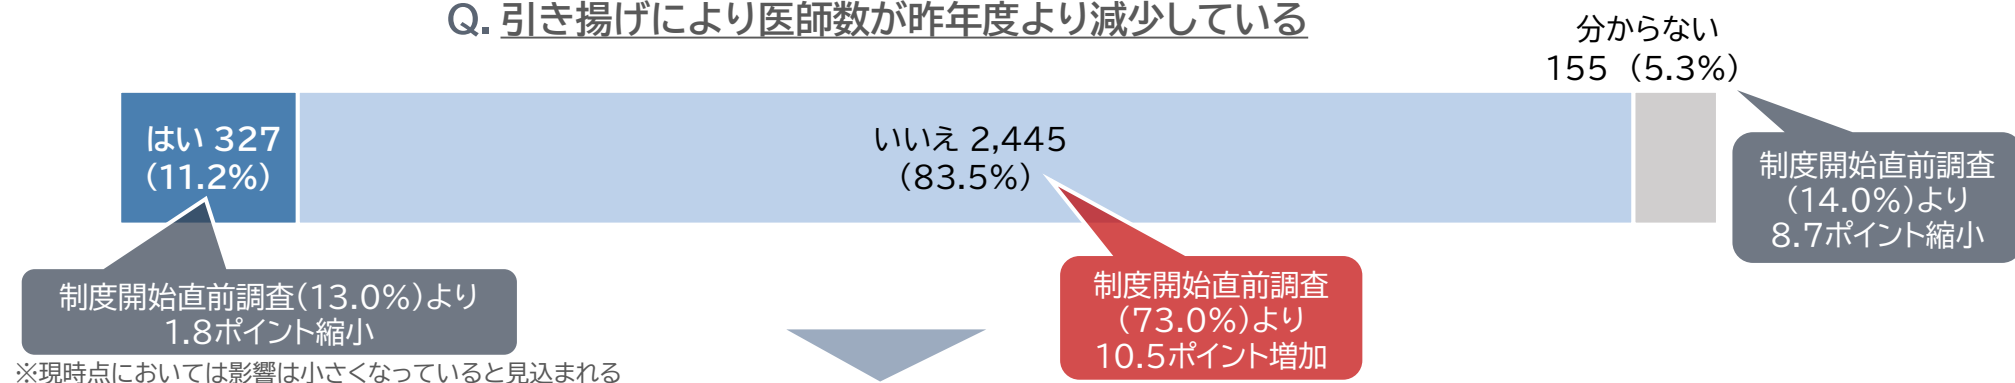 Q. 引き揚げにより医師数が昨年度より減少している
分からない
155 (5.3%)
はい 327
(11.2%)
いいえ 2,445
(83.5%)
制度開始直前調査
(14.0%)より
8.7ポイント縮小
制度開始直前調査(13.0%)より
1.8ポイント縮小
制度開始直前調査
(73.0%)より
10.5ポイント増加
※現時点においては影響は小さくなっていると見込まれる